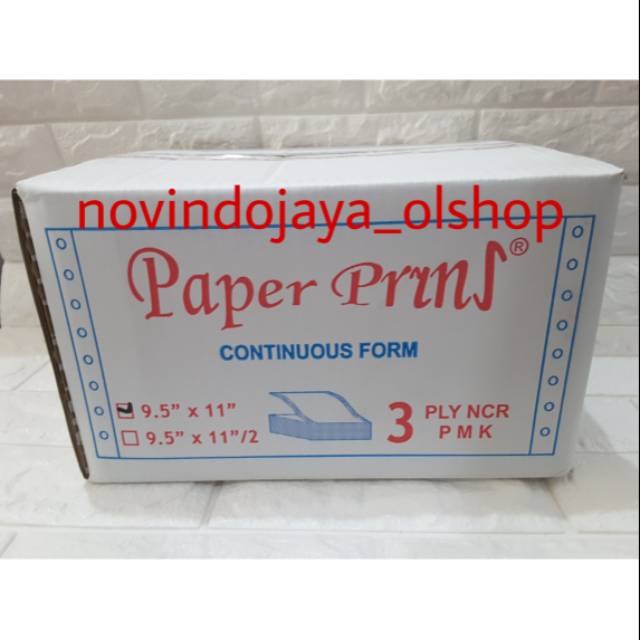 novindojaya_olshop
Paper Prins®
CONTINUOUS FORM
9.5” x 11”
9.5” x 11”/2
3 PLY NCR
P M K